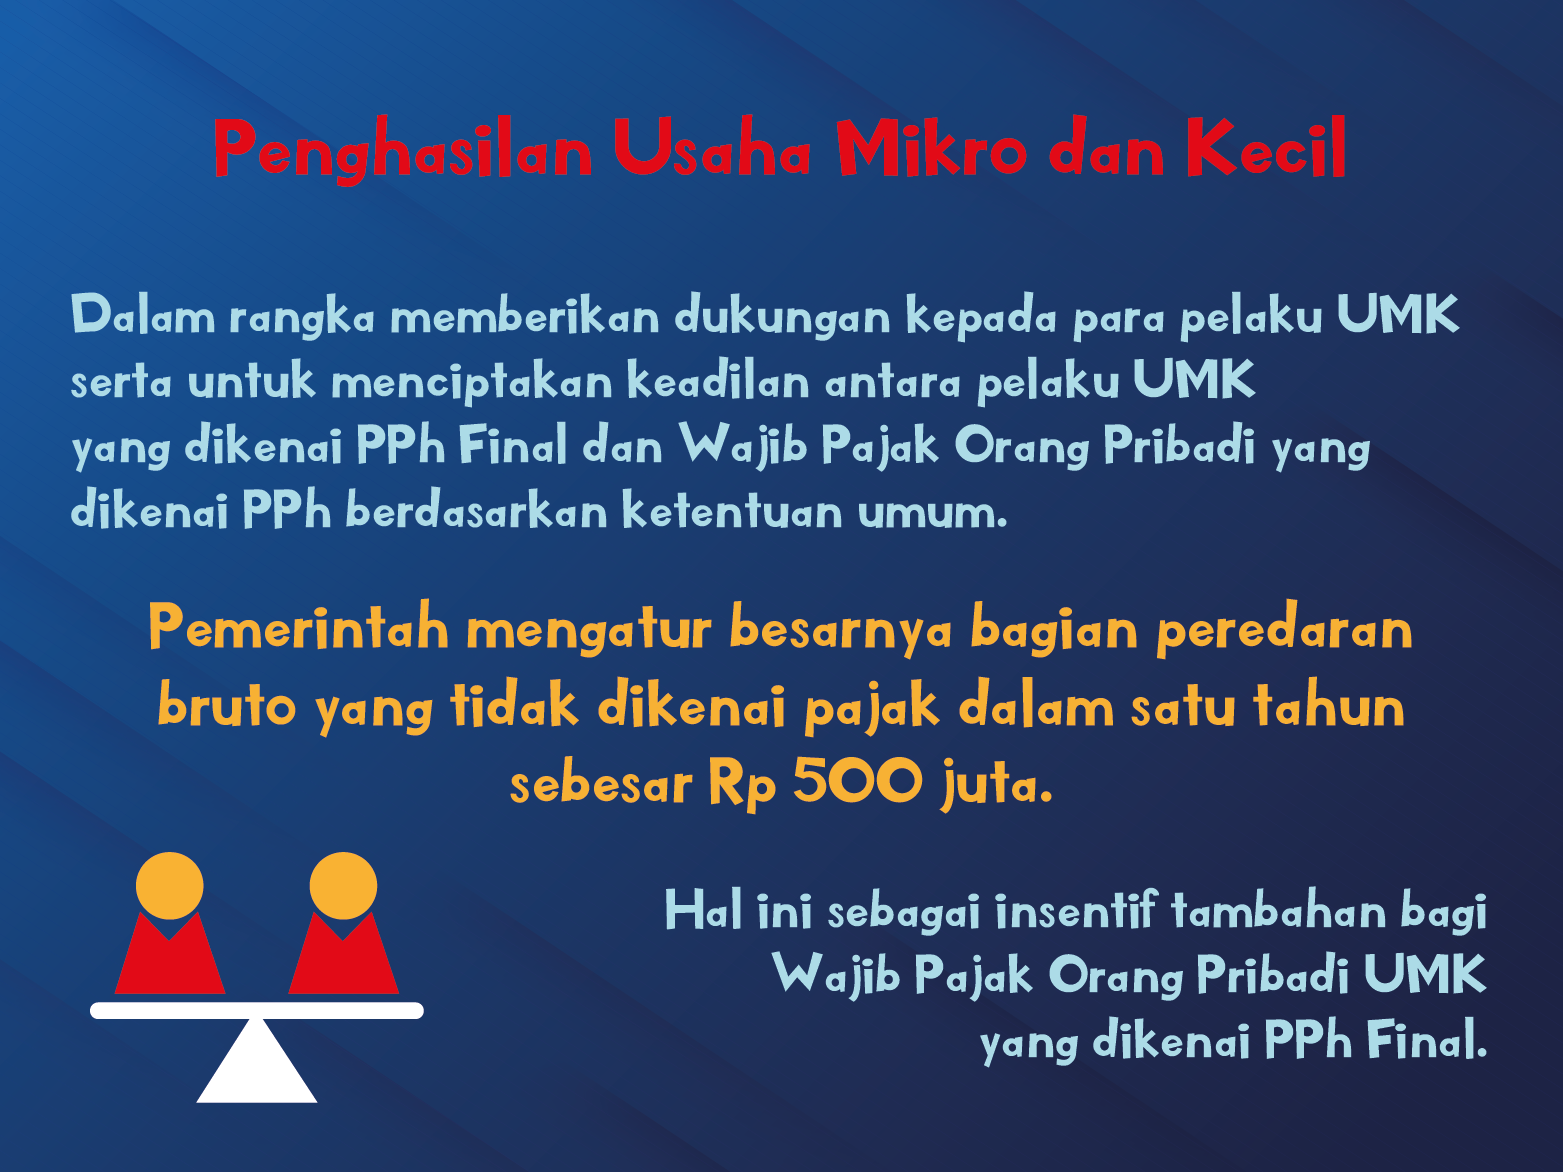 Penghasilan Usaha Mikro dan Kecil
Dalam rangka memberikan dukungan kepada para pelaku UMK
serta untuk menciptakan keadilan antara pelaku UMK
yang dikenai PPh Final dan Wajib Pajak Orang Pribadi yang
dikenai PPh berdasarkan ketentuan umum.
Pemerintah mengatur besarnya bagian peredaran
bruto yang tidak dikenai pajak dalam satu tahun
sebesar Rp 500 juta.
Hal ini sebagai insentif tambahan bagi
Wajib Pajak Orang Pribadi UMK
yang dikenai PPh Final.